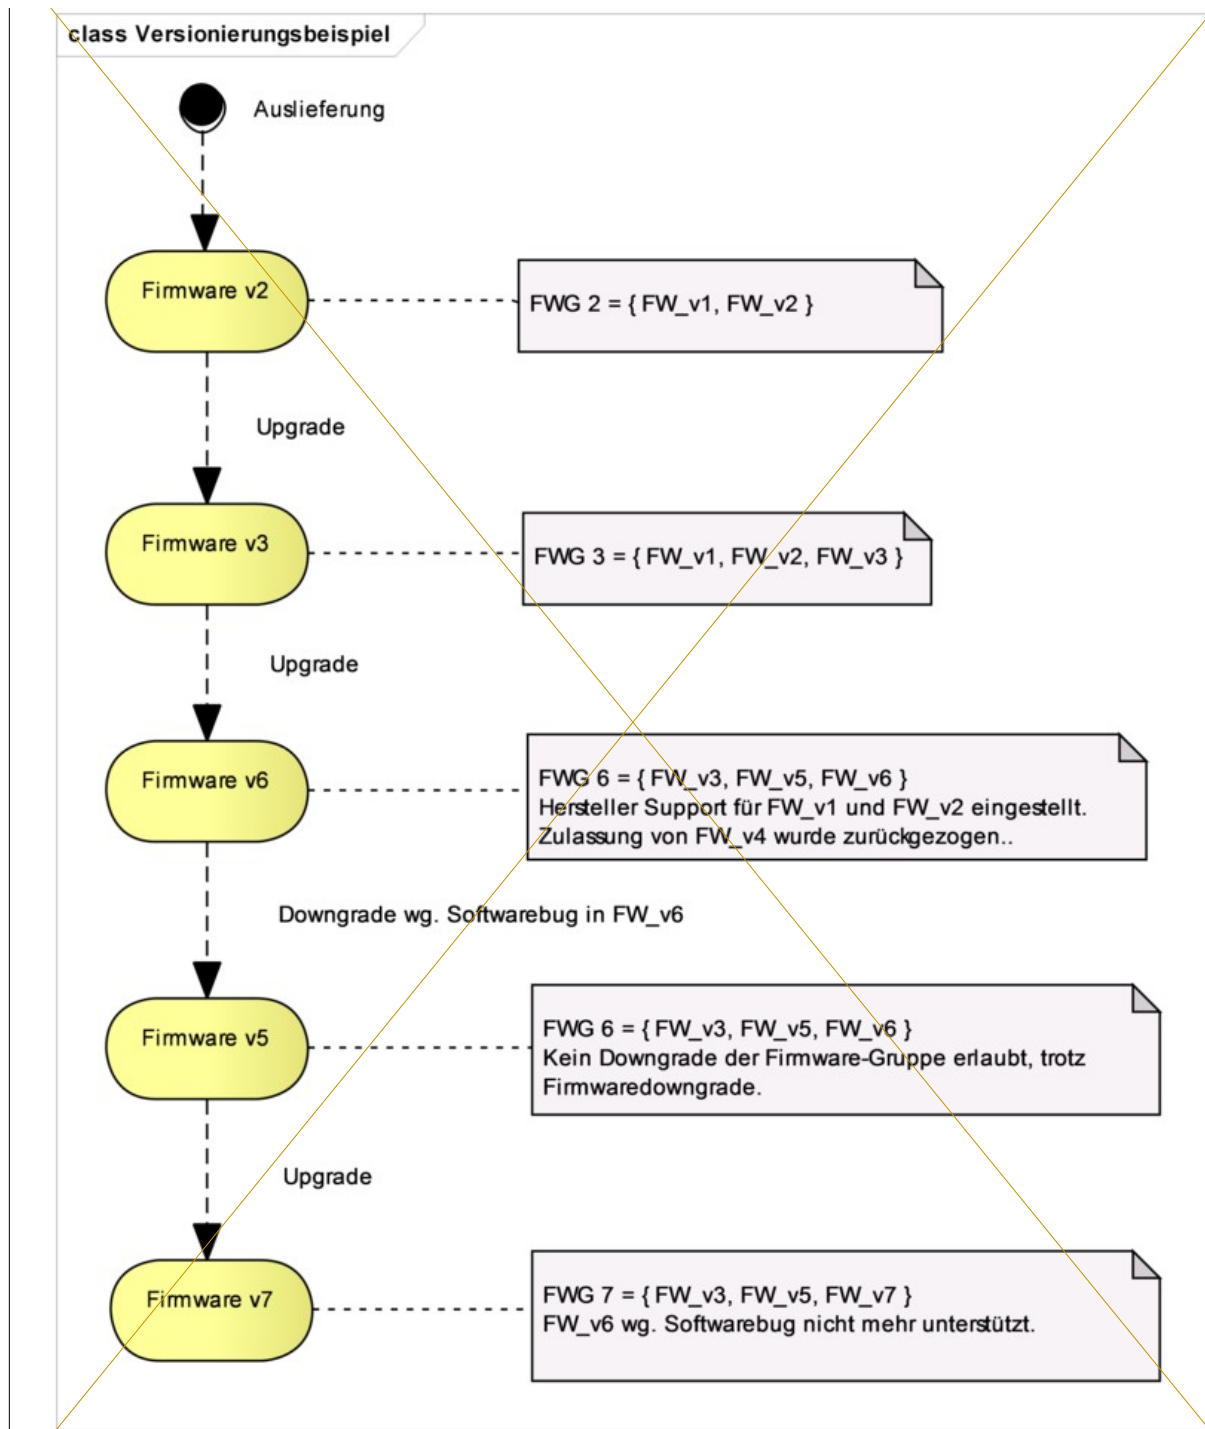 class Versionierungsbeispiel
Auslieferung
Firmware v2
FWG 2 = { FW_v1, FW_v2 }
Upgrade
Firmware v3
FWG 3 = { FW_v1, FW_v2, FW_v3 }
Upgrade
Firmware v6
FWG 6 = { FW_v3, FW_v5, FW_v6 }
Hersteller Support für FW_v1 und FW_v2 eingestellt.
Zulassung von FW_v4 wurde zurückgezogen..
Downgrade wg. Softwarebug in FW_v6
Firmware v5
FWG 6 = { FW_v3, FW_v5, FW_v6 }
Kein Downgrade der Firmware-Gruppe erlaubt, trotz
Firmwaredowngrade.
Upgrade
Firmware v7
FWG 7 = { FW_v3, FW_v5, FW_v7 }
FW_v6 wg. Softwarebug nicht mehr unterstützt.